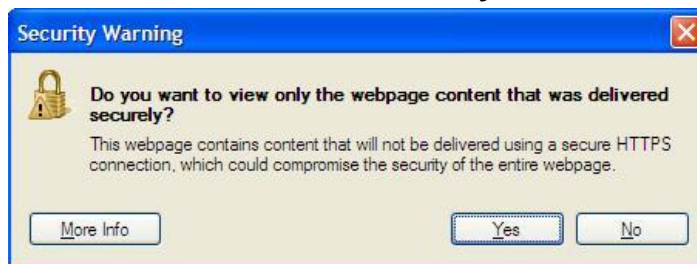 Security Warning
Do you want to view only the webpage content that was delivered
securely?
This webpage contains content that will not be delivered using a secure HTTPS
connection, which could compromise the security of the entire webpage.
More Info
Yes
No